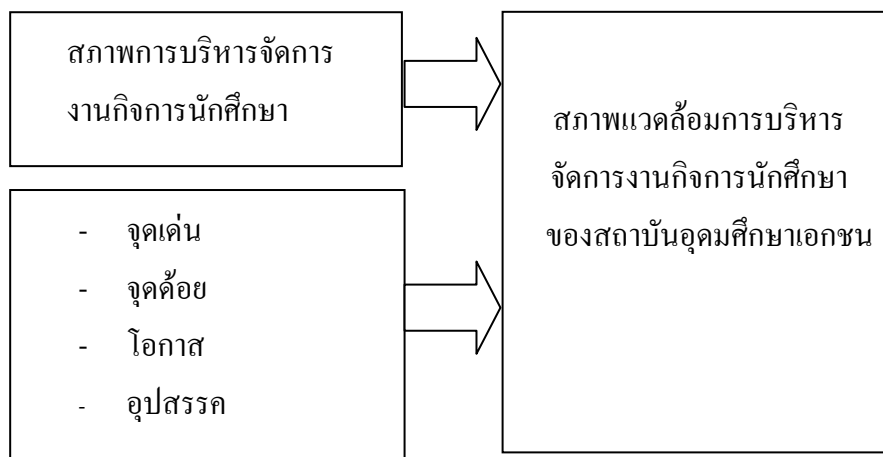 สภาพการบริหารจัดการ
งานกิจการนักศึกษา
- จุดเด่น
- จุดด้อย
- โอกาส
- อุปสรรค
สภาพแวดล้อมการบริหาร
จัดการงานกิจการนักศึกษา
ของสถาบันอุดมศึกษาเอกชน